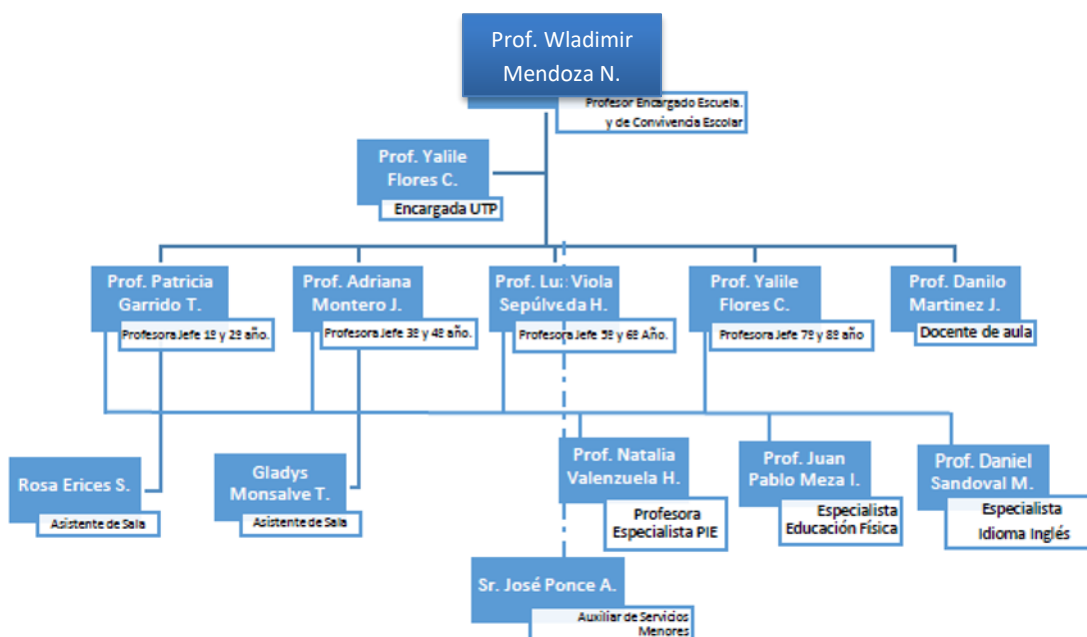 Prof. Wladimir
Mendoza N.
Profesor Encargado Escuela.
y de Convivencia Escolar
Prof. Yalile
Flores C.
Encargada UTP
Prof. Patricia
Garrido T.
Profesora Jefe 1º y 2º año.
Prof. Adriana
Montero J.
Profesora Jefe 3º y 4º año.
Prof. Luz Viola
Sepúlveda H.
Profesora Jefe 5º y 6º Año.
Prof. Yalile
Flores C.
Profesora Jefe 7º y 8º año
Prof. Danilo
Martinez J.
Docente de aula
Rosa Erices S.
Asistente de Sala
Gladys
Monsalve T.
Asistente de Sala
Prof. Natalia
Valenzuela H.
Profesora
Especialista PIE
Prof. Juan
Pablo Meza I.
Especialista
Educación Física
Prof. Daniel
Sandoval M.
Especialista
Idioma Inglés
Sr. José Ponce A.
Auxiliar de Servicios
Menores